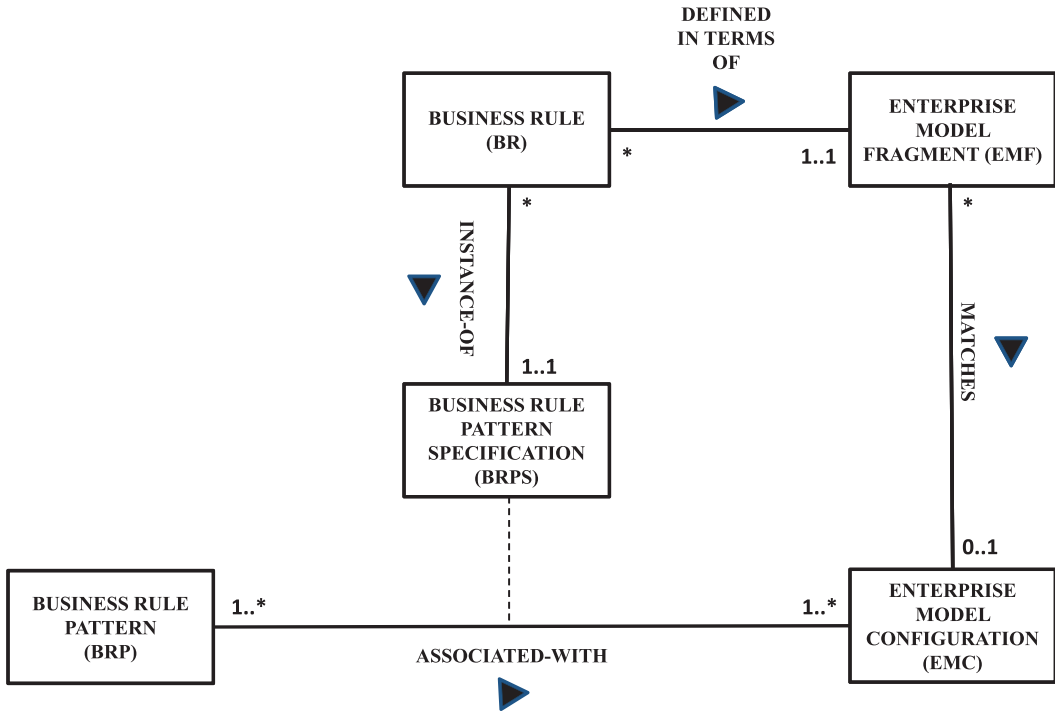 DEFINED
IN TERMS
OF
BUSINESS RULE
(BR)
ENTERPRISE
MODEL
FRAGMENT (EMF)
*
1..1
*
*
INSTANCE-OF
MATCHES
1..1
BUSINESS RULE
PATTERN
SPECIFICATION
(BRPS)
0..1
BUSINESS RULE
PATTERN
(BRP)
1..*
1..*
ENTERPRISE
MODEL
CONFIGURATION
(EMC)
ASSOCIATED-WITH